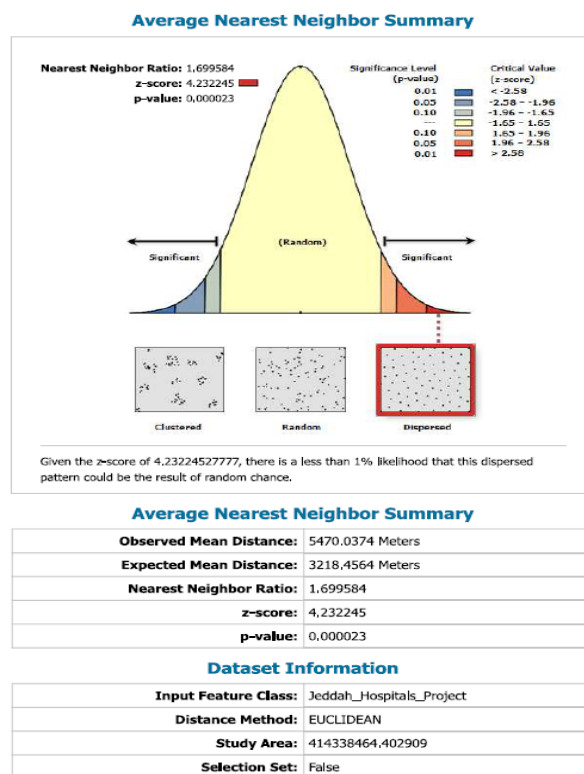 Average Nearest Neighbor Summary
Nearest Neighbor Ratio: 1,699584
z-score: 4,232245
p-value: 0,000023
Significance Level Critical Value
(p-value) (z-score)
0.01 < -2.58
0.05 -2.58 - -1.96
0.10 -1.96 - -1.65
--- -1.65 - 1.65
0.10 1.65 - 1.96
0.05 1.96 - 2.58
0.01 > 2.58
(Random)
Significant Significant
Clustered Random Dispersed
Given the z-score of 4,23224527777, there is a less than 1% likelihood that this dispersed
pattern could be the result of random chance.
Average Nearest Neighbor Summary
Observed Mean Distance: 5470,0374 Meters
Expected Mean Distance: 3218,4564 Meters
Nearest Neighbor Ratio: 1,699584
z-score: 4,232245
p-value: 0,000023
Dataset Information
Input Feature Class: Jeddah_Hospitals_Project
Distance Method: EUCLIDEAN
Study Area: 414338464,402909
Selection Set: False